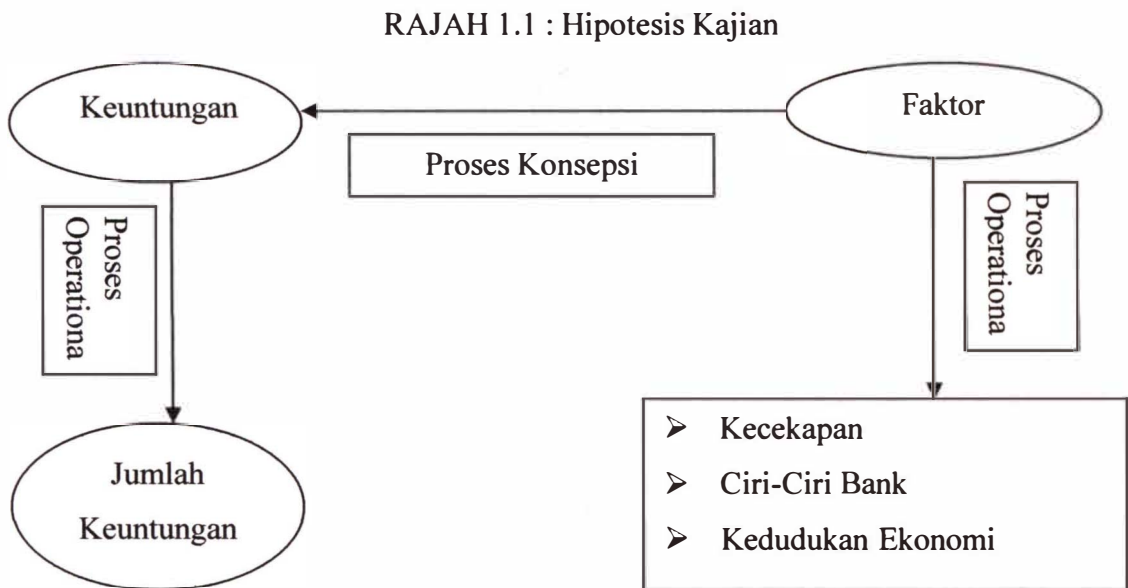 RAJAH 1.1 : Hipotesis Kajian
Keuntungan
Faktor
Proses Konsepsi
Proses
Operationa
Proses
Operationa
Jumlah
Keuntungan
➢ Kecekapan
➢ Ciri-Ciri Bank
➢ Kedudukan Ekonomi